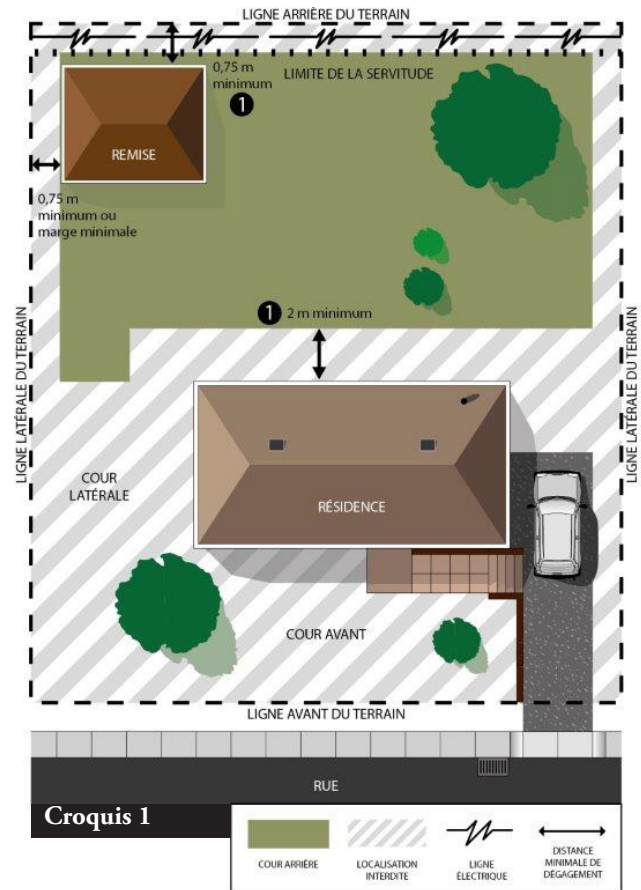 LIGNE ARRIÈRE DU TERRAIN
0,75 m
minimum
1
LIMITE DE LA SERVITUDE
REMISE
0,75 m
minimum ou
marge minimale
1 2 m minimum
LIGNE LATÉRALE DU TERRAIN
LIGNE LATÉRALE DU TERRAIN
COUR
LATÉRALE
RÉSIDENCE
COUR AVANT
LIGNE AVANT DU TERRAIN
RUE
Croquis 1
COUR ARRIÈRE
LOCALISATION
INTERDITE
LIGNE
ÉLECTRIQUE
DISTANCE
MINIMALE DE
DÉGAGEMENT